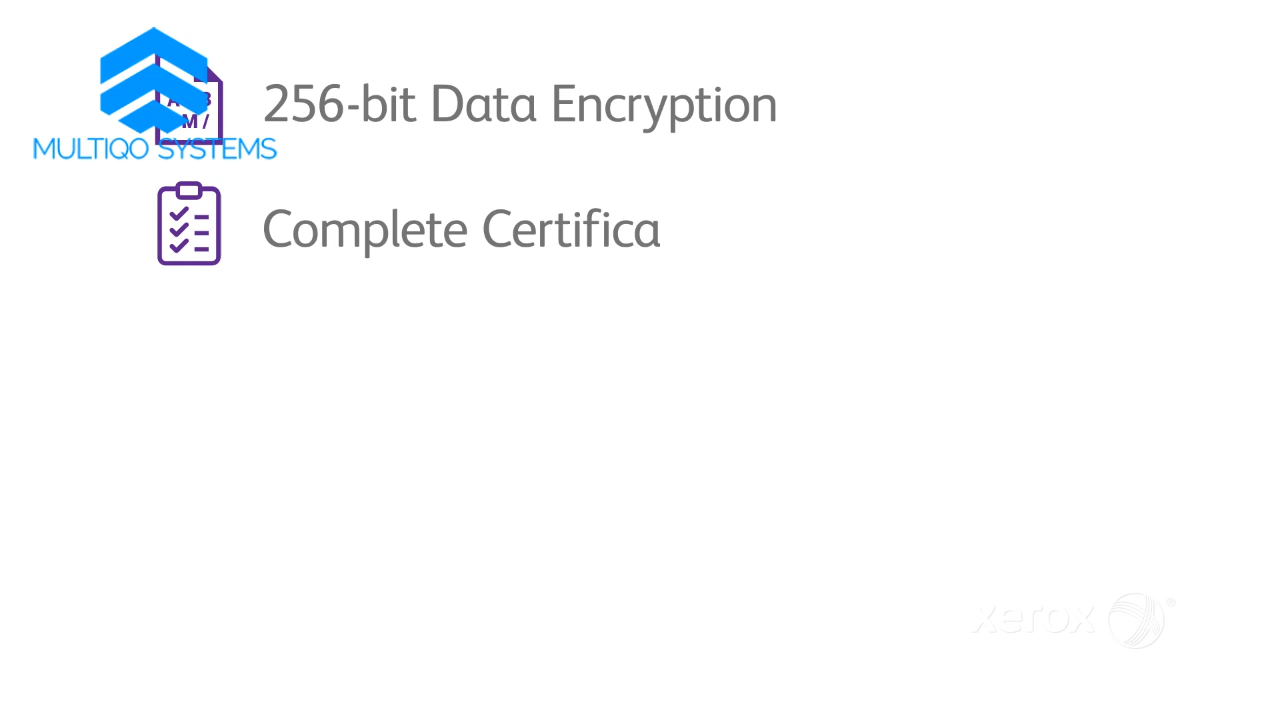 256-bit Data Encryption
M /
MULTIQO SYSTEMS
Complete Certifica
xerox®